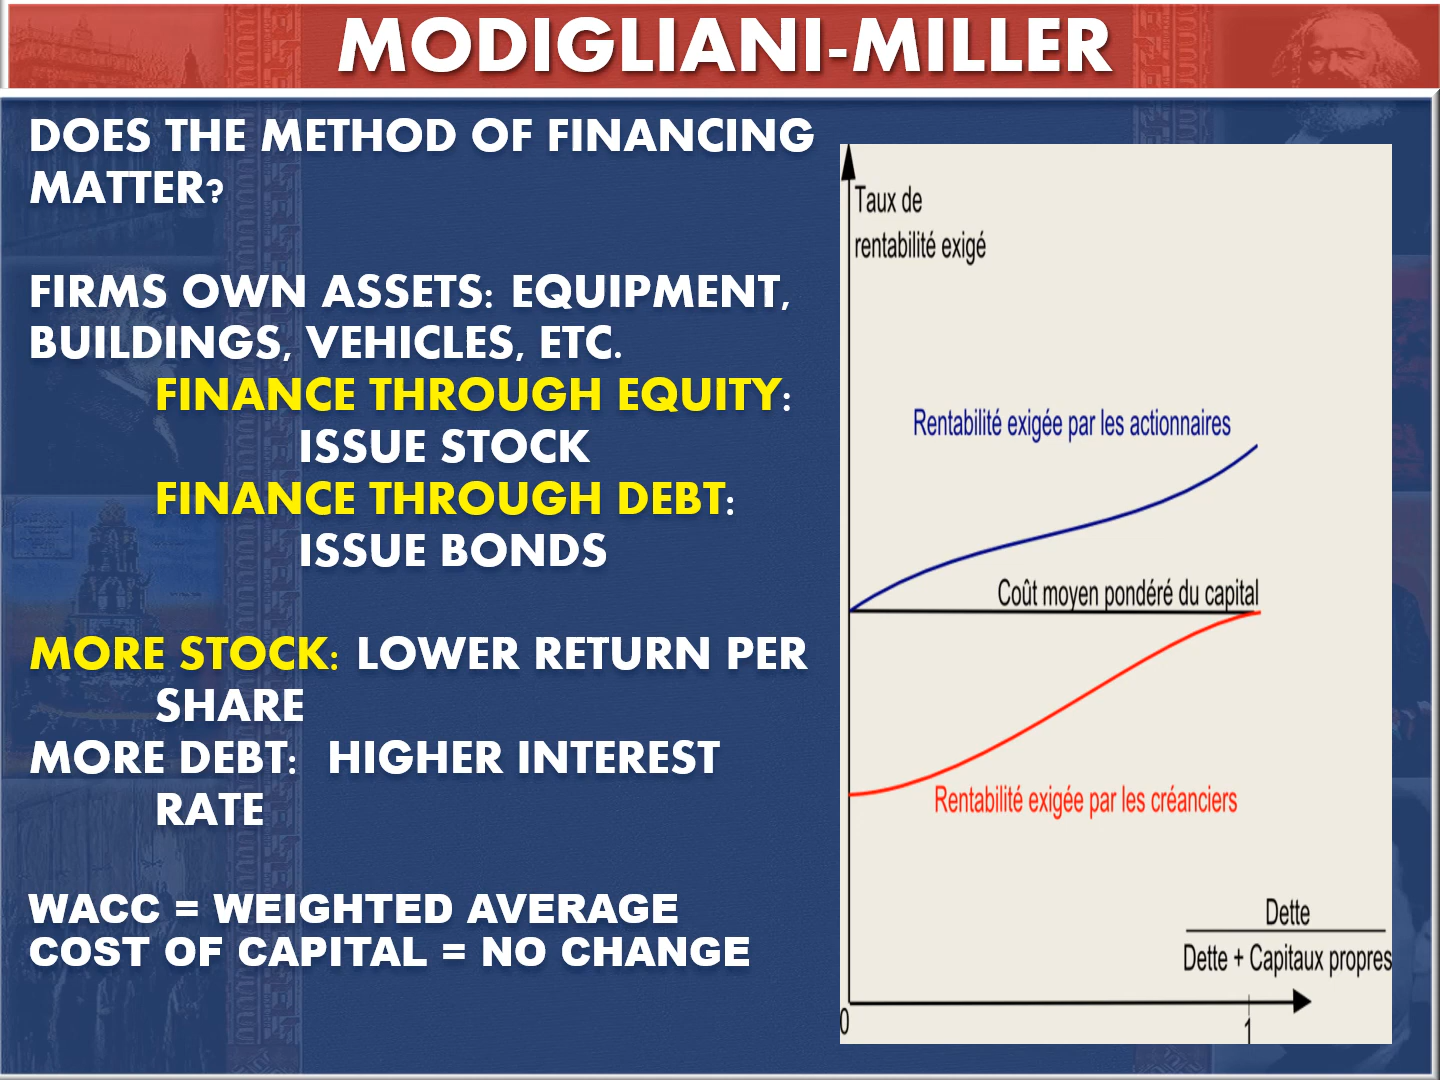 MODIGLIANI-MILLER
DOES THE METHOD OF FINANCING
MATTER?
FIRMS OWN ASSETS: EQUIPMENT,
BUILDINGS, VEHICLES, ETC.
FINANCE THROUGH EQUITY:
ISSUE STOCK
FINANCE THROUGH DEBT:
ISSUE BONDS
MORE STOCK: LOWER RETURN PER
SHARE
MORE DEBT: HIGHER INTEREST
RATE
WACC = WEIGHTED AVERAGE
COST OF CAPITAL = NO CHANGE
Taux de
rentabilité exigé
Rentabilité exigée par les actionnaires
Coût moyen pondéré du capital
Rentabilité exigée par les créanciers
Dette
Dette + Capitaux propres
0
1